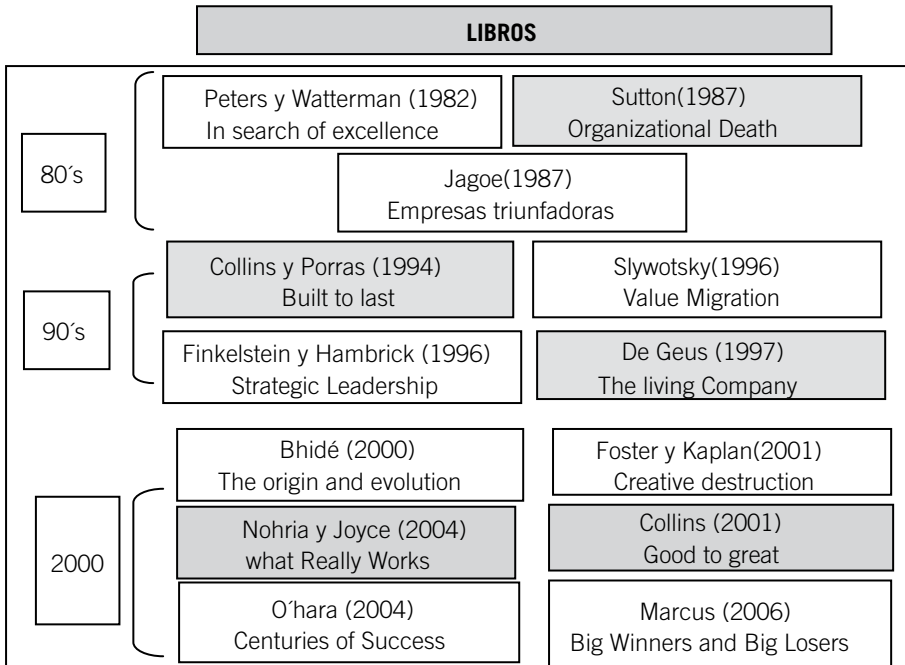 LIBROS
80´s
Peters y Watterman (1982)
In search of excellence
Sutton(1987)
Organizational Death
Jagoe(1987)
Empresas triunfadoras
90´s
Collins y Porras (1994)
Built to last
Slywotsky(1996)
Value Migration
Finkelstein y Hambrick (1996)
Strategic Leadership
De Geus (1997)
The living Company
2000
Bhidé (2000)
The origin and evolution
Foster y Kaplan(2001)
Creative destruction
Nohria y Joyce (2004)
what Really Works
Collins (2001)
Good to great
O´hara (2004)
Centuries of Success
Marcus (2006)
Big Winners and Big Losers